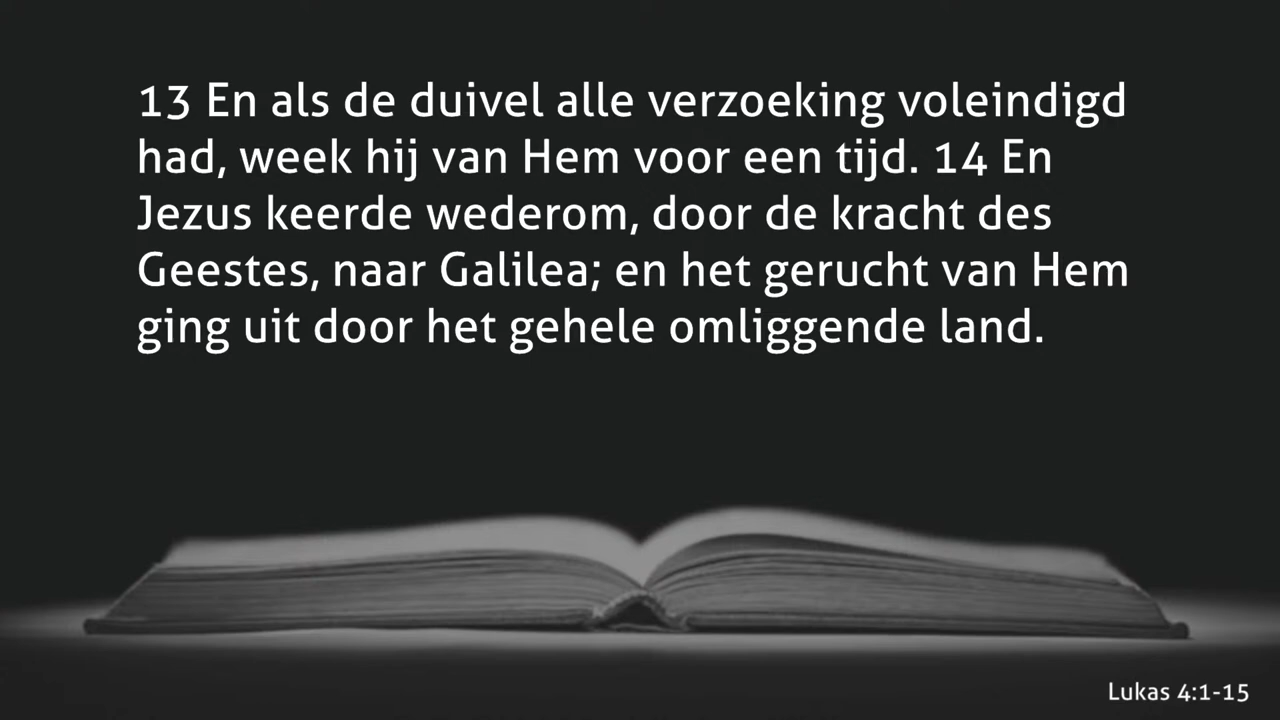 13 En als de duivel alle verzoeking voleindigd
had, week hij van Hem voor een tijd. 14 En
Jezus keerde wederom, door de kracht des
Geestes, naar Galilea; en het gerucht van Hem
ging uit door het gehele omliggende land.
Lukas 4:1-15